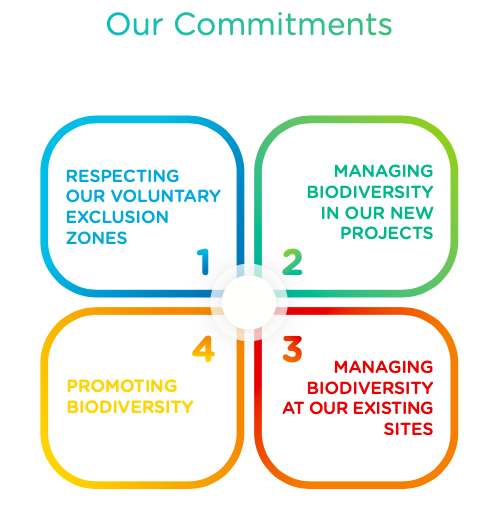 Our Commitments
RESPECTING
OUR VOLUNTARY
EXCLUSION
ZONES
1
MANAGING
BIODIVERSITY
IN OUR NEW
PROJECTS
2
3
MANAGING
BIODIVERSITY
AT OUR EXISTING
SITES
4
PROMOTING
BIODIVERSITY